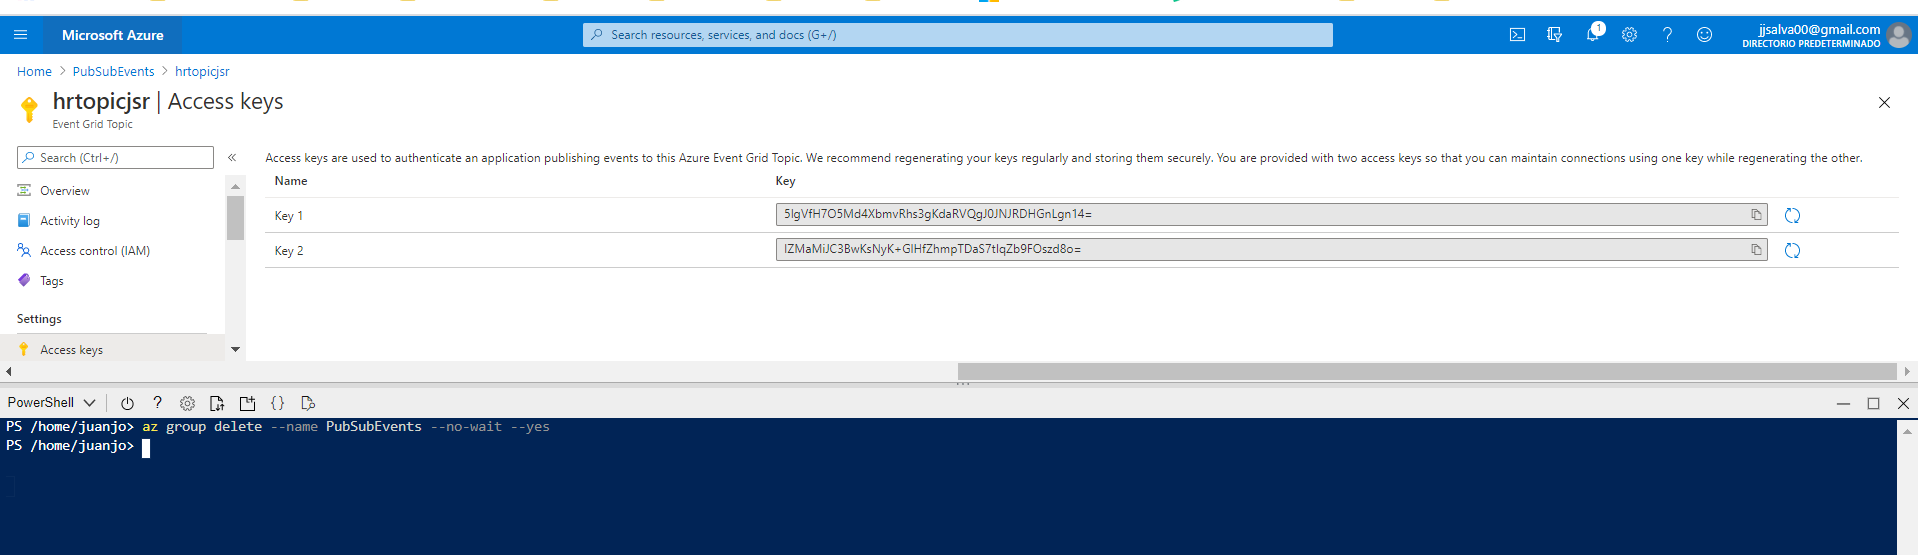 Microsoft Azure
Search resources, services, and docs (G+/)
1
jjsalva00@gmail.com
DIRECTORIO PREDETERMINADO
Home > PubSubEvents > hrtopicjsr
hrtopicjsr | Access keys
Event Grid Topic
Search (Ctrl+/)
«
Overview
Activity log
Access control (IAM)
Tags
Settings
Access keys
Access keys are used to authenticate an application publishing events to this Azure Event Grid Topic. We recommend regenerating your keys regularly and storing them securely. You are provided with two access keys so that you can maintain connections using one key while regenerating the other.
Name Key
Key 1 5IgVfH7O5Md4XbmvRhs3gKdaRVQgJ0JNJRDHGnLgn14=
Key 2 IZMaMiJC3BwKsNyK+GIHfZhmpTDaS7tIqZb9FOszd8o=
PowerShell
PS /home/juanjo> az group delete --name PubSubEvents --no-wait --yes
PS /home/juanjo>